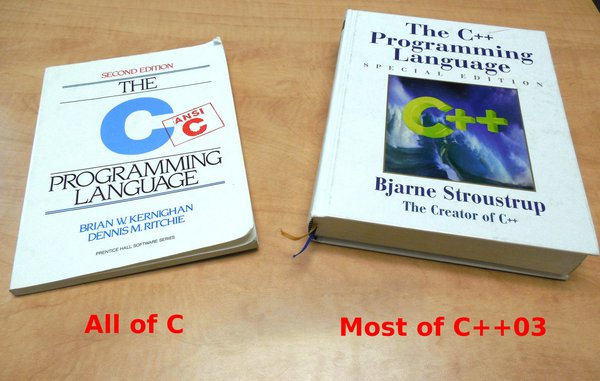 SECOND EDITION
THE
C
ANSI
C
PROGRAMMING
LANGUAGE
BRIAN W. KERNIGHAN
DENNIS M. RITCHIE
PRENTICE HALL SOFTWARE SERIES
The C++
Programming
Language
SPECIAL EDITION
C++
Bjarne Stroustrup
The Creator of C++
All of C
Most of C++03